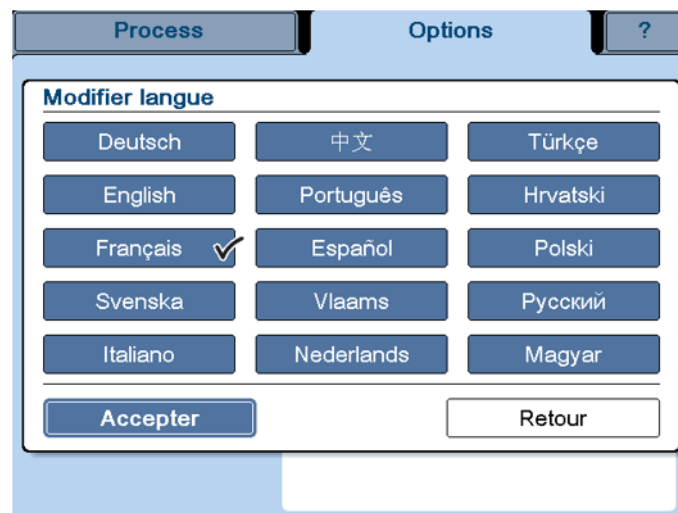 Process Options ?
Modifier langue
Deutsch 中文 Türkçe
English Português Hrvatski
Français Español Polski
Svenska Vlaams Русский
Italiano Nederlands Magyar
Accepter Retour